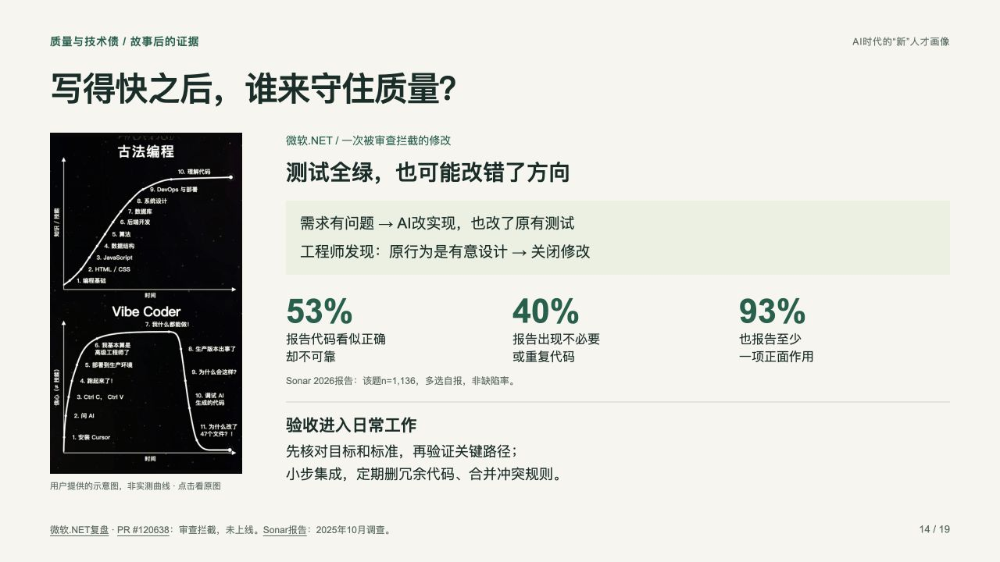 质量与技术债 / 故事后的证据
AI时代的“新”人才画像
写得快之后，谁来守住质量？
古法编程
10. 理解代码
9. DevOps 与部署
8. 系统设计
7. 数据库
6. 后端开发
5. 算法
4. 数据结构
3. JavaScript
2. HTML / CSS
1. 编程基础
知识 / 技能
时间
Vibe Coder
7. 我什么都能做！
6. 我基本算是
高级工程师了
5. 部署到生产环境
4. 跑起来了！
3. Ctrl C， Ctrl V
2. 问 AI
1. 安装 Cursor
8. 生产版本出事了
9. 为什么会这样？
10. 调试 AI
生成的代码
11. 为什么改了
47个文件？！
信心（≠ 技能）
时间
用户提供的示意图，非实测曲线 · 点击看原图
微软.NET / 一次被审查拦截的修改
测试全绿，也可能改错了方向
需求有问题 → AI改实现，也改了原有测试
工程师发现：原行为是有意设计 → 关闭修改
53%
报告代码看似正确
却不可靠
40%
报告出现不必要
或重复代码
93%
也报告至少
一项正面作用
Sonar 2026报告：该题n=1,136，多选自报，非缺陷率。
验收进入日常工作
先核对目标和标准，再验证关键路径；
小步集成，定期删冗余代码、合并冲突规则。
微软.NET复盘 · PR #120638：审查拦截，未上线。Sonar报告：2025年10月调查。
14 / 19